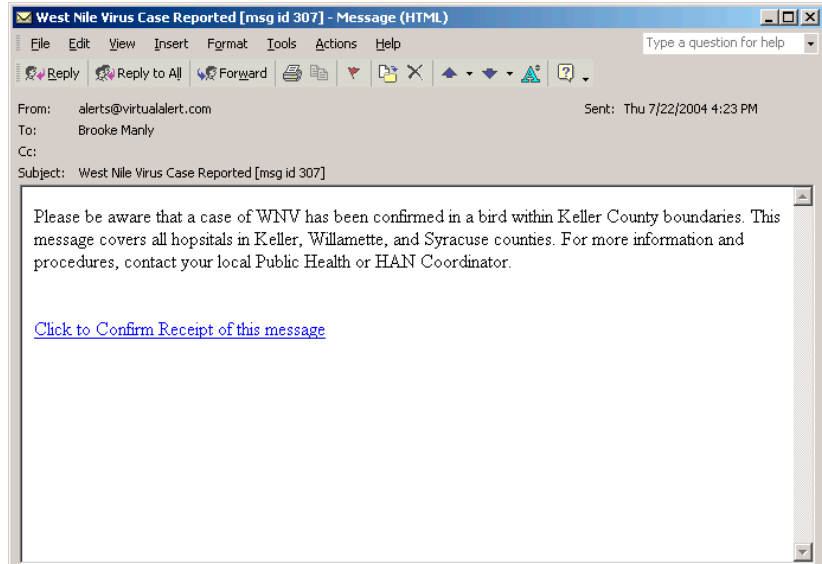 West Nile Virus Case Reported [msg id 307] - Message (HTML)
File Edit View Insert Format Tools Actions Help Type a question for help
Reply Reply to All Forward
From: alerts@virtualalert.com Sent: Thu 7/22/2004 4:23 PM
To: Brooke Manly
Cc:
Subject: West Nile Virus Case Reported [msg id 307]
Please be aware that a case of WNV has been confirmed in a bird within Keller County boundaries. This
message covers all hopsitals in Keller, Willamette, and Syracuse counties. For more information and
procedures, contact your local Public Health or HAN Coordinator.
Click to Confirm Receipt of this message